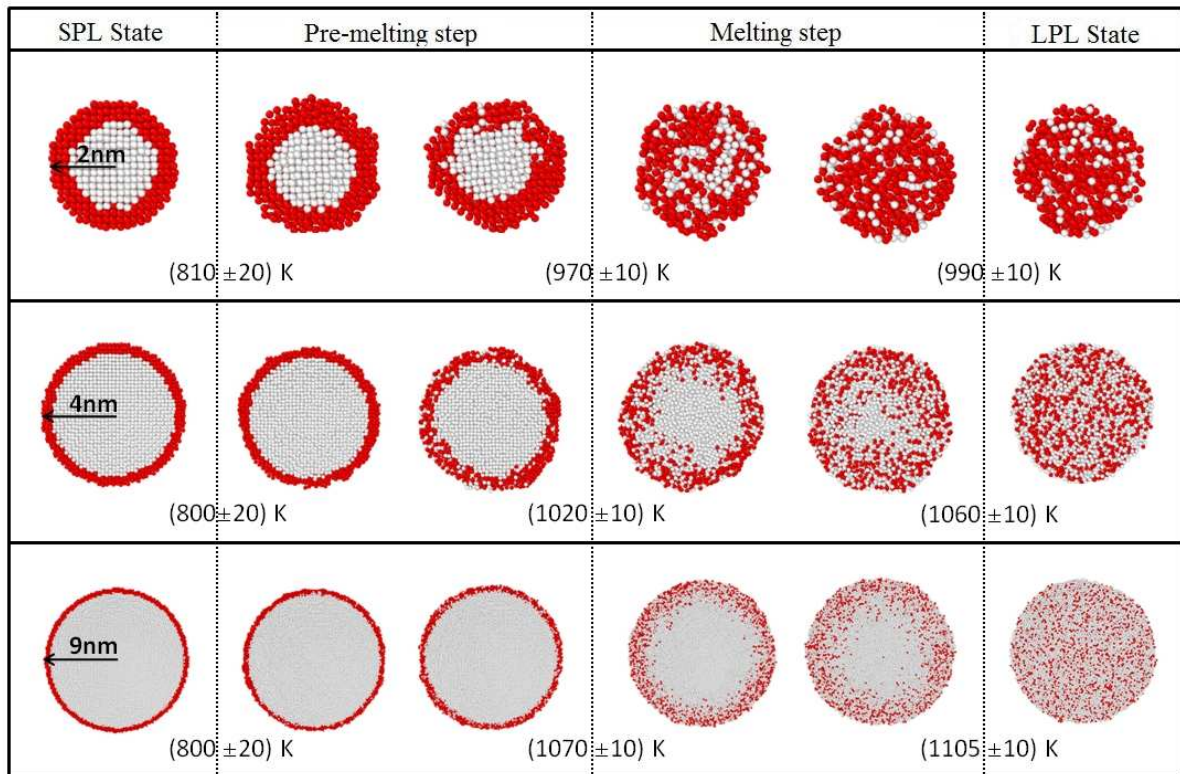 SPL State
Pre-melting step
Melting step
LPL State
2nm
(810 ±20) K
(970 ±10) K
(990 ±10) K
4nm
(800±20) K
(1020 ±10) K
(1060 ±10) K
9nm
(800 ±20) K
(1070 ±10) K
(1105 ±10) K